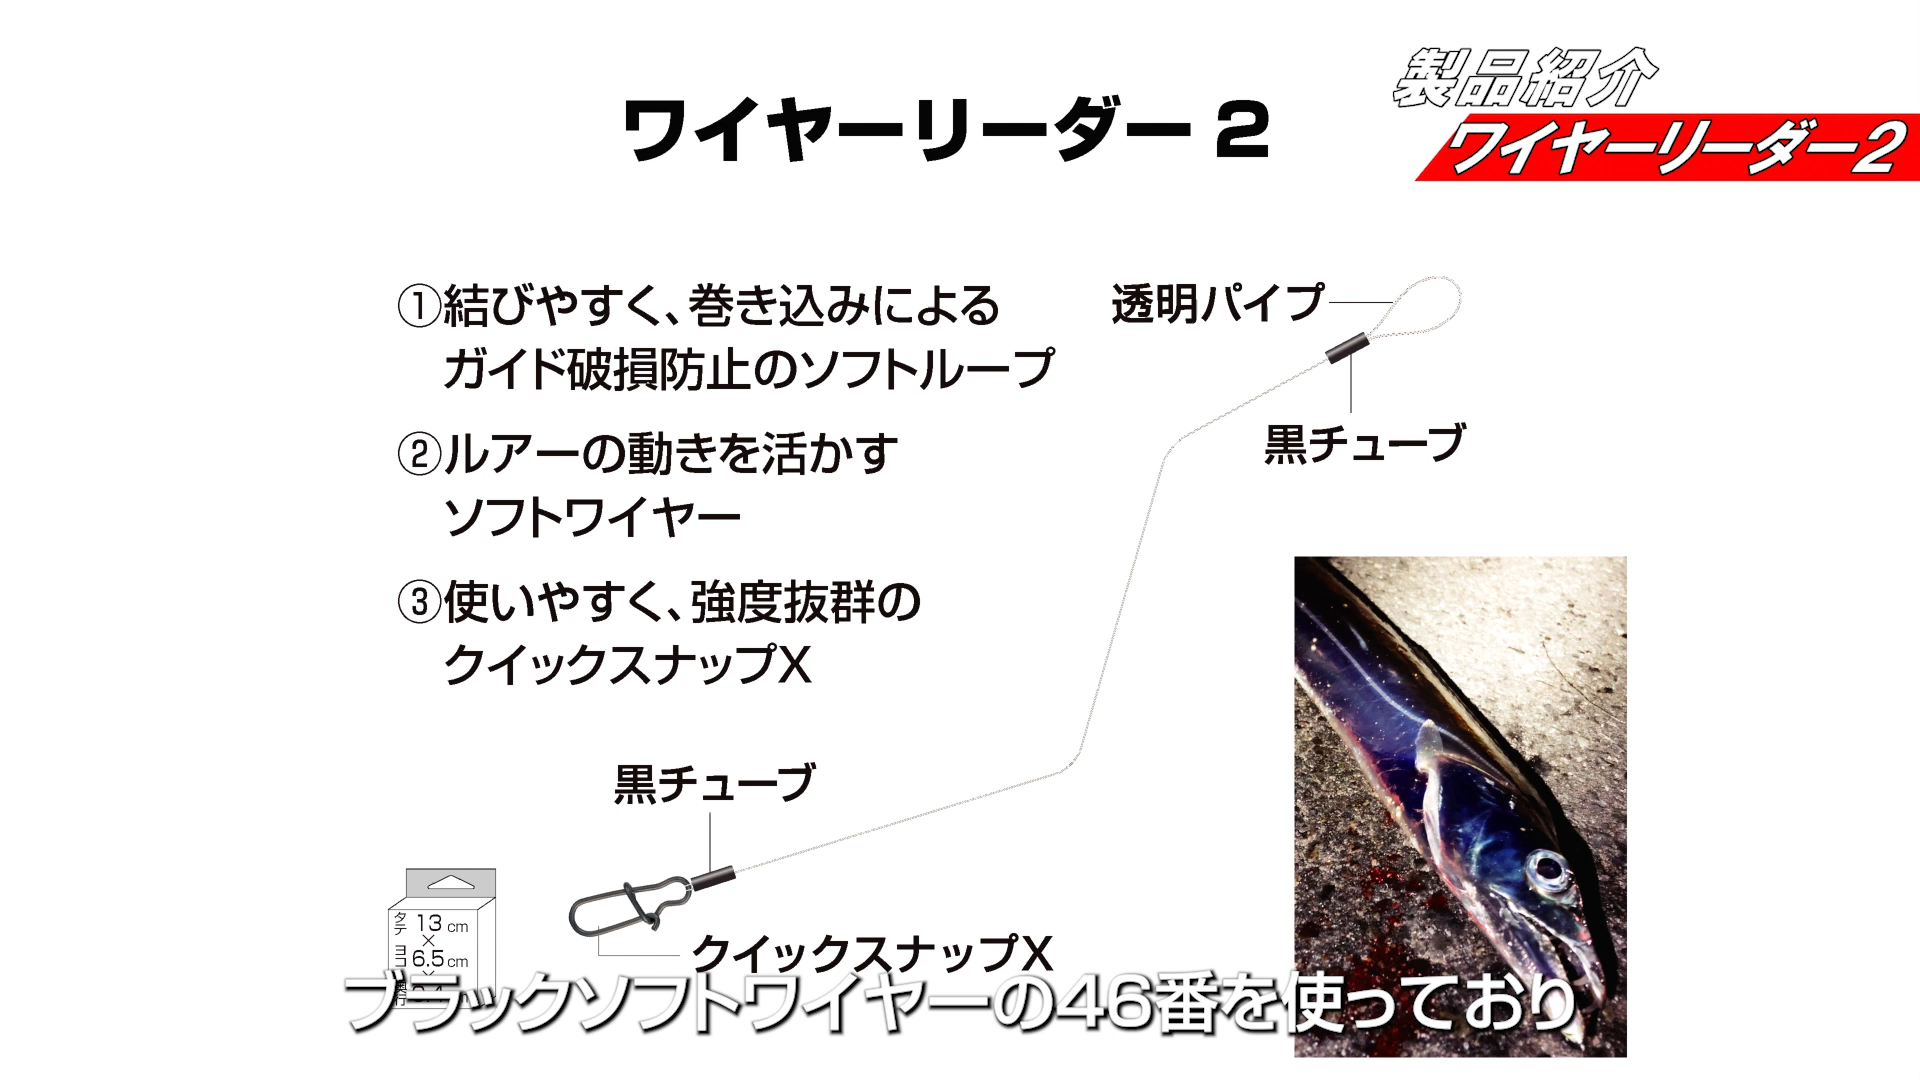 製品紹介
ワイヤーリーダー2
ワイヤーリーダー2
①結びやすく、巻き込みによる
ガイド破損防止のソフトループ
②ルアーの動きを活かす
ソフトワイヤー
③使いやすく、強度抜群の
クイックスナップX
透明パイプ
黒チューブ
黒チューブ
クイックスナップX
タテ 13 cm
×
ヨコ 6.5 cm
×
奥行
ブラックソフトワイヤーの46番を使っており